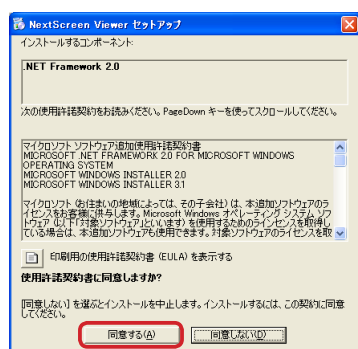 NextScreen Viewer セットアップ
インストールするコンポーネント:
.NET Framework 2.0
次の使用許諾契約をお読みください。PageDown キーを使ってスクロールしてください。
マイクロソフト ソフトウェア追加使用許諾契約書
MICROSOFT .NET FRAMEWORK 2.0 FOR MICROSOFT WINDOWS
OPERATING SYSTEM
MICROSOFT WINDOWS INSTALLER 2.0
MICROSOFT WINDOWS INSTALLER 3.1
マイクロソフト (お住まいの地域によっては、その子会社) は、本追加ソフトウェアのラ
イセンスをお客様に供与します。Microsoft Windows オペレーティング システム ソフ
トウェア (以下「対象ソフトウェア」といいます) を使用するためのライセンスを取得し
ている場合は、本追加ソフトウェアも使用できます。対象ソフトウェアのライセンスを取
印刷用の使用許諾契約書 (EULA) を表示する
使用許諾契約書に同意しますか?
[同意しない] を選ぶとインストールを中止します。インストールするには、この契約に同意
してください。
同意する(A)
同意しない(D)